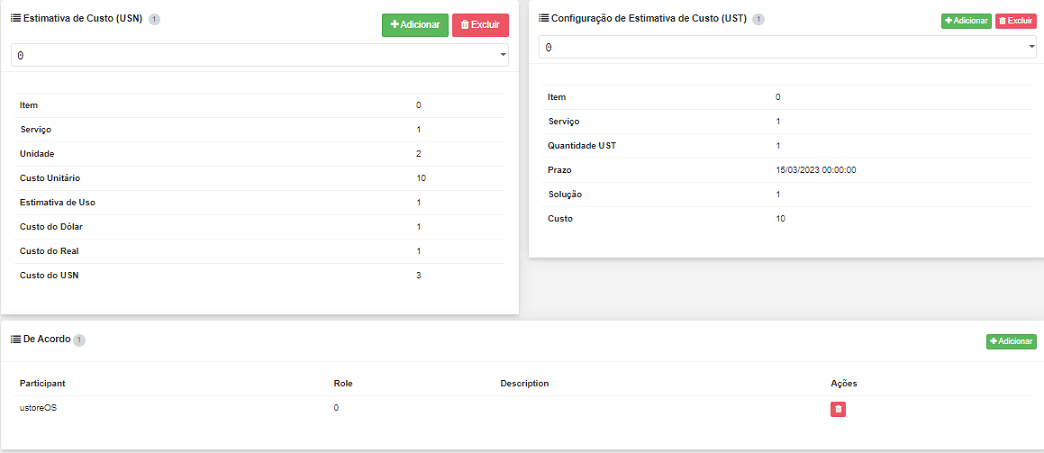 Estimativa de Custo (USN) 1
Adicionar Excluir
0
Item 0
Serviço 1
Unidade 2
Custo Unitário 10
Estimativa de Uso 1
Custo do Dólar 1
Custo do Real 1
Custo do USN 3
Configuração de Estimativa de Custo (UST) 1
Adicionar Excluir
0
Item 0
Serviço 1
Quantidade UST 1
Prazo 15/03/2023 00:00:00
Solução 1
Custo 10
De Acordo 1
Adicionar
Participant Role Description Ações
ustoreOS 0